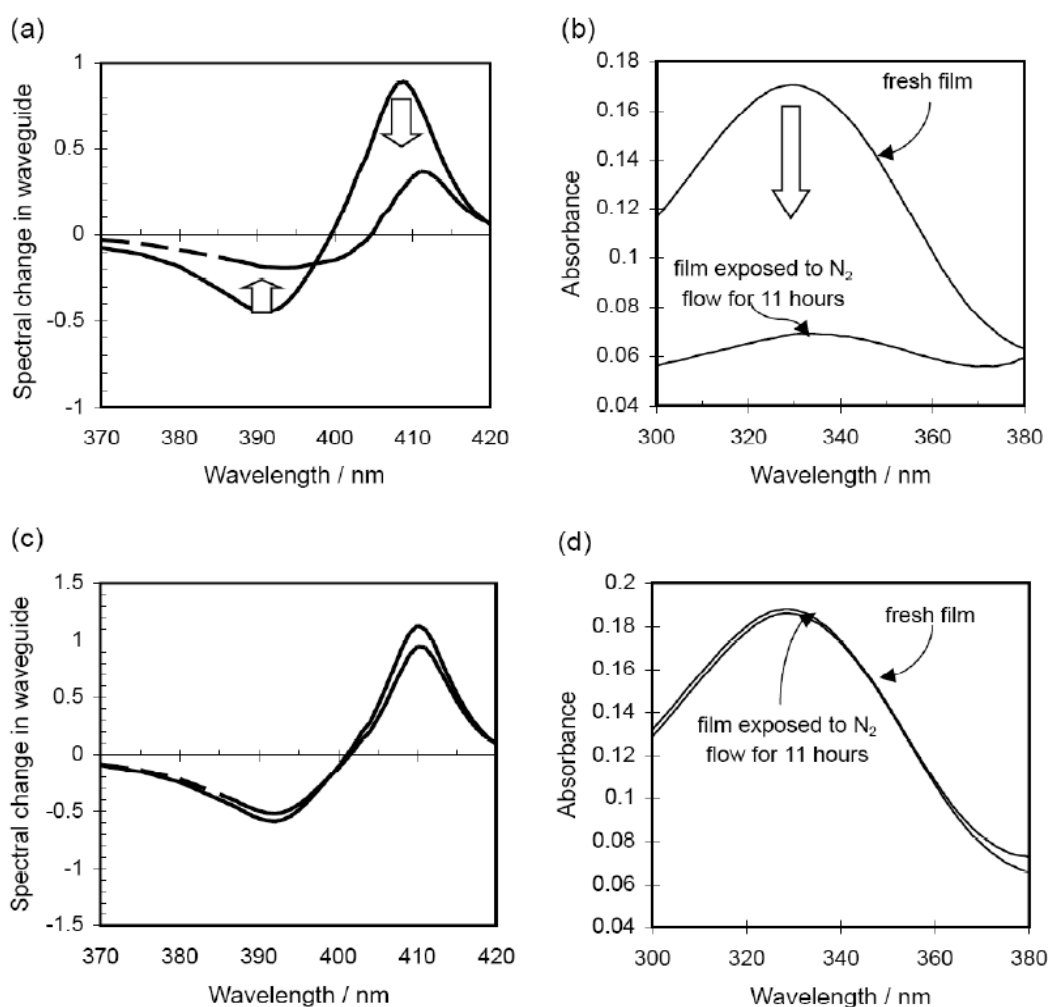 (a)
Spectral change in waveguide
1
0.5
0
-0.5
-1
370 380 390 400 410 420
Wavelength / nm
(b)
Absorbance
0.18
0.16
0.14
0.12
0.1
0.08
0.06
0.04
fresh film
film exposed to N₂
flow for 11 hours
300 320 340 360 380
Wavelength / nm
(c)
Spectral change in waveguide
1.5
1
0.5
0
-0.5
-1
-1.5
370 380 390 400 410 420
Wavelength / nm
(d)
Absorbance
0.2
0.18
0.16
0.14
0.12
0.1
0.08
0.06
0.04
fresh film
film exposed to N₂
flow for 11 hours
300 320 340 360 380
Wavelength / nm